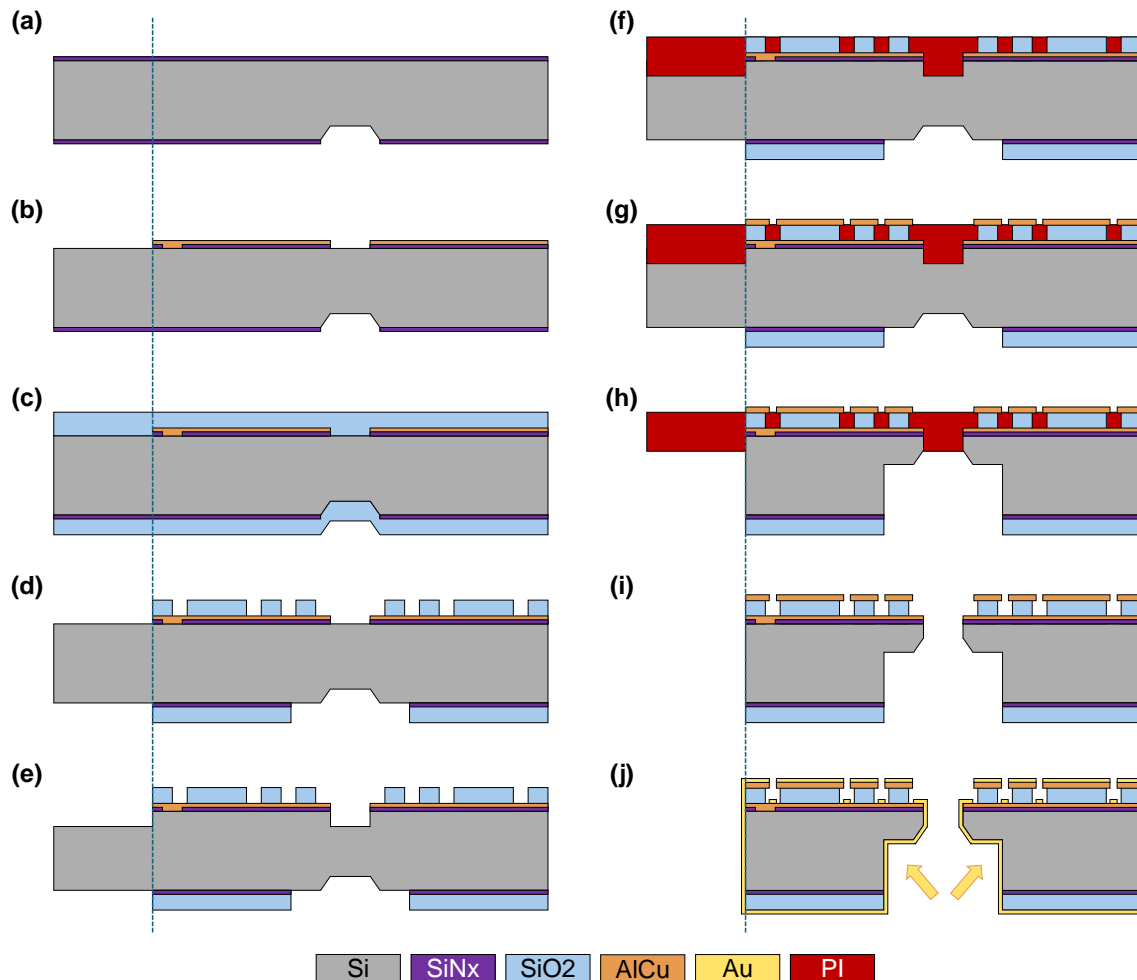 (a)
(b)
(c)
(d)
(e)
(f)
(g)
(h)
(i)
(j)
Si SiNx SiO2 AlCu Au PI